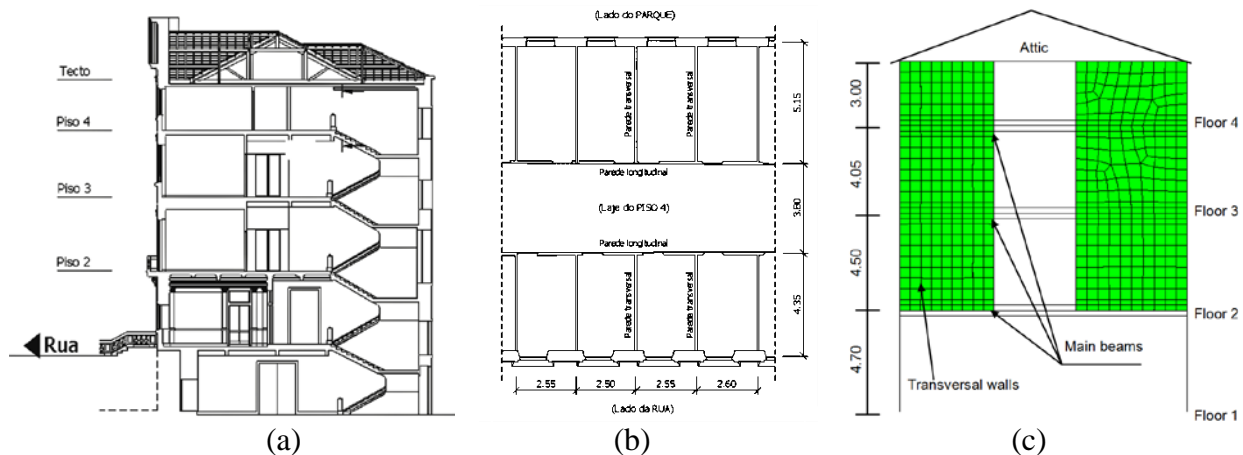 Tecto
Piso 4
Piso 3
Piso 2
Rua
(a)
(Lado do PARQUE)
Parede transversal
Parede transversal
5.15
Parede longitudinal
(Laje do PISO 4)
3.80
Parede longitudinal
Parede transversal
Parede transversal
4.35
2.55
2.50
2.55
2.60
(Lado da RUA)
(b)
Attic
3.00
Floor 4
4.05
Floor 3
4.50
Floor 2
Main beams
4.70
Transversal walls
Floor 1
(c)